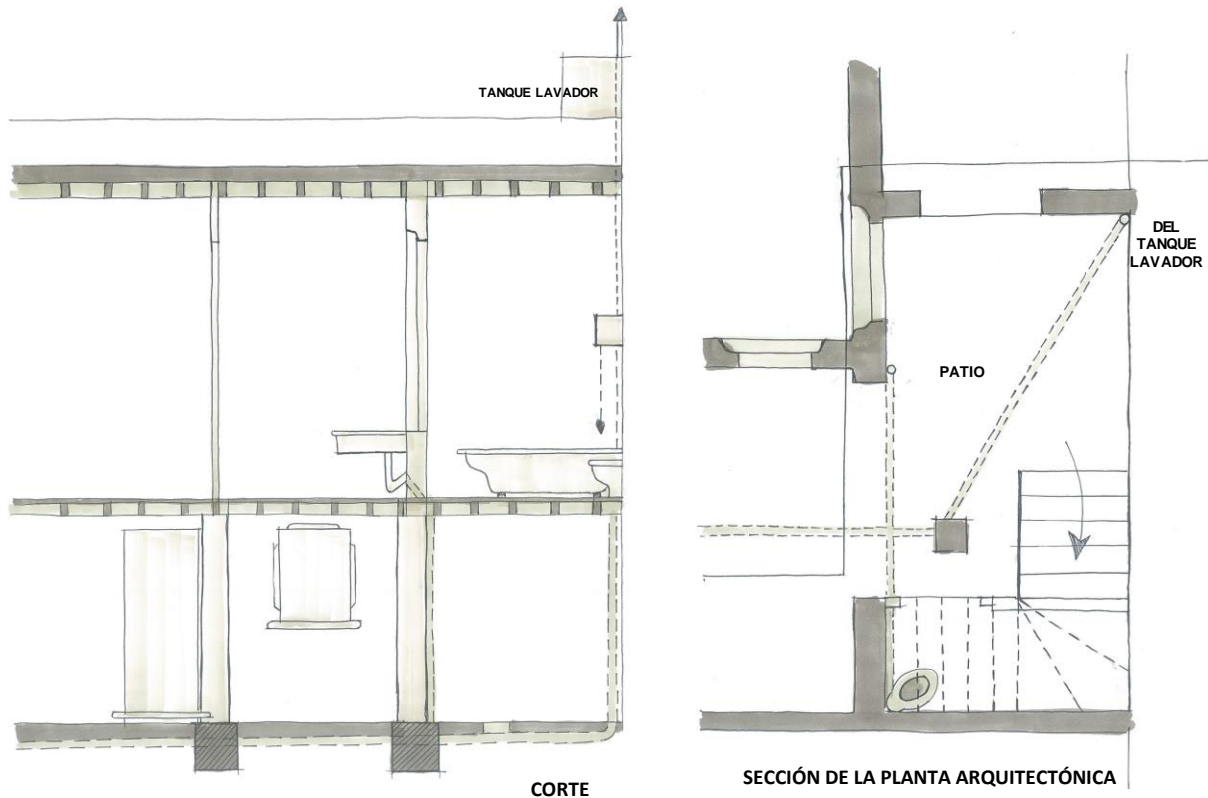 TANQUE LAVADOR
DEL
TANQUE
LAVADOR
PATIO
CORTE
SECCIÓN DE LA PLANTA ARQUITECTÓNICA